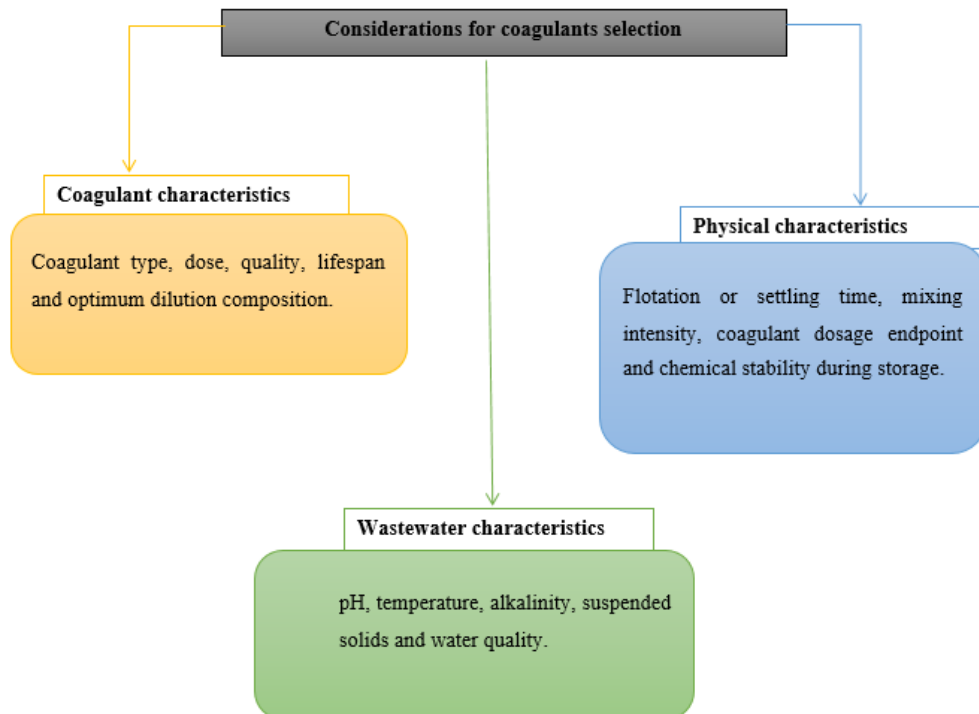 Considerations for coagulants selection
Coagulant characteristics
Coagulant type, dose, quality, lifespan
and optimum dilution composition.
Physical characteristics
Flotation or settling time, mixing
intensity, coagulant dosage endpoint
and chemical stability during storage.
Wastewater characteristics
pH, temperature, alkalinity, suspended
solids and water quality.